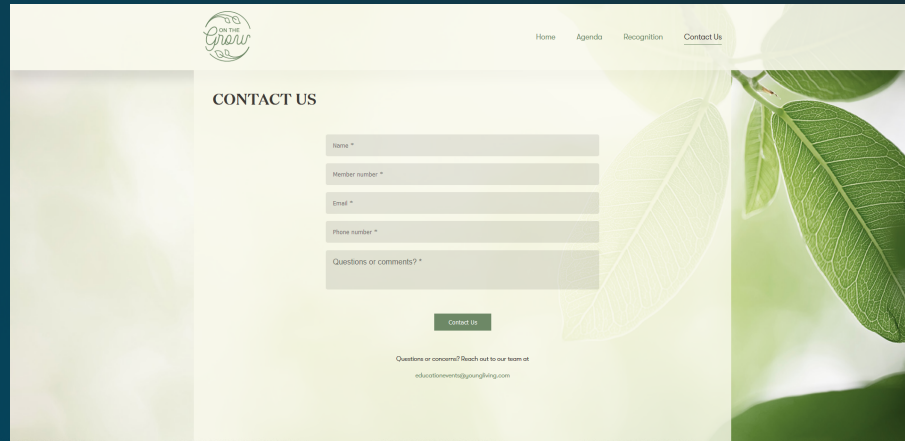 ON THE
Grow
Home Agenda Recognition Contact Us
CONTACT US
Name *
Member number *
Email *
Phone number *
Questions or comments? *
Contact Us
Questions or concerns? Reach out to our team at
educationevents@youngliving.com